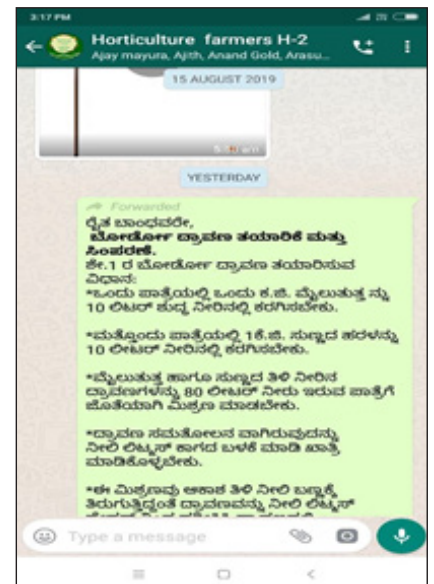 3:17 PM
Horticulture farmers H-2
Ajay mayura, Ajith, Anand Gold, Arasu...
15 AUGUST 2019
YESTERDAY
Forwarded
ರೈತ ಬಾಂಧವರೇ,
ಬೋರ್ಡೋ ದ್ರಾವಣ ತಯಾರಿಕೆ ಮತ್ತು
ಸಿಂಪರಣೆ.
ಶೇ.1 ರ ಬೋರ್ಡೋ ದ್ರಾವಣ ತಯಾರಿಸುವ
ವಿಧಾನ:
*ಒಂದು ಪಾತ್ರೆಯಲ್ಲಿ ಒಂದು ಕ.ಜಿ. ಮೈಲುತುತ್ತ ನ್ನು
10 ಲೀಟರ್ ಶುದ್ಧ ನೀರಿನಲ್ಲಿ ಕರಗಿಸಬೇಕು.
*ಮತ್ತೊಂದು ಪಾತ್ರೆಯಲ್ಲಿ 1ಕೆ.ಜಿ. ಸುಣ್ಣದ ಹರಳನ್ನು
10 ಲೀಟರ್ ನೀರಿನಲ್ಲಿ ಕರಗಿಸಬೇಕು.
*ಮೈಲುತುತ್ತ ಹಾಗೂ ಸುಣ್ಣದ ತಿಳಿ ನೀರಿನ
ದ್ರಾವಣಗಳನ್ನು 80 ಲೀಟರ್ ನೀರು ಇರುವ ಪಾತ್ರೆಗೆ
ಜೊತೆಯಾಗಿ ಮಿಶ್ರಣ ಮಾಡಬೇಕು.
*ದ್ರಾವಣ ಸಮತೋಲನ ವಾಗಿರುವುದನ್ನು
ನೀಲಿ ಲಿಟ್ಮಸ್ ಕಾಗದ ಬಳಕೆ ಮಾಡಿ ಖಾತ್ರಿ
ಮಾಡಿಕೊಳ್ಳಬೇಕು.
*ಈ ಮಿಶ್ರಣವು ಆಕಾಶ ತಿಳಿ ನೀಲಿ ಬಣ್ಣಕ್ಕೆ
ತಿರುಗುತ್ತಿದ್ದಂತೆ ದ್ರಾವಣವನ್ನು ನೀಲಿ ಲಿಟ್ಮಸ್
Type a message